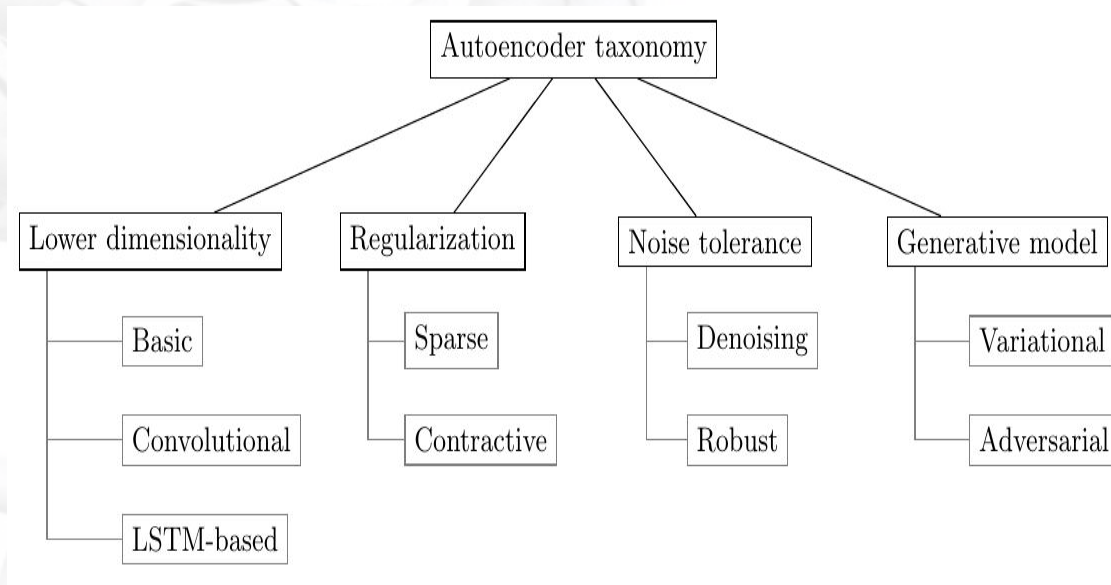 Autoencoder taxonomy
Lower dimensionality
Basic
Convolutional
LSTM-based
Regularization
Sparse
Contractive
Noise tolerance
Denoising
Robust
Generative model
Variational
Adversarial